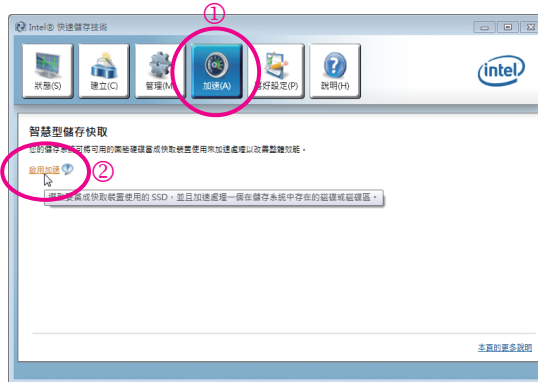 ①
Intel® 快速儲存技術
狀態(S) 建立(C) 管理(M) 加速(A) 偏好設定(P) 說明(H)
intel
智慧型儲存快取
您的儲存系統可將可用的固態硬碟當成快取裝置使用來加速處理以改善整體效能。
啟用加速 ②
選取要當成快取裝置使用的 SSD，並且加速處理一個在儲存系統中存在的磁碟或磁碟區。
本頁的更多說明